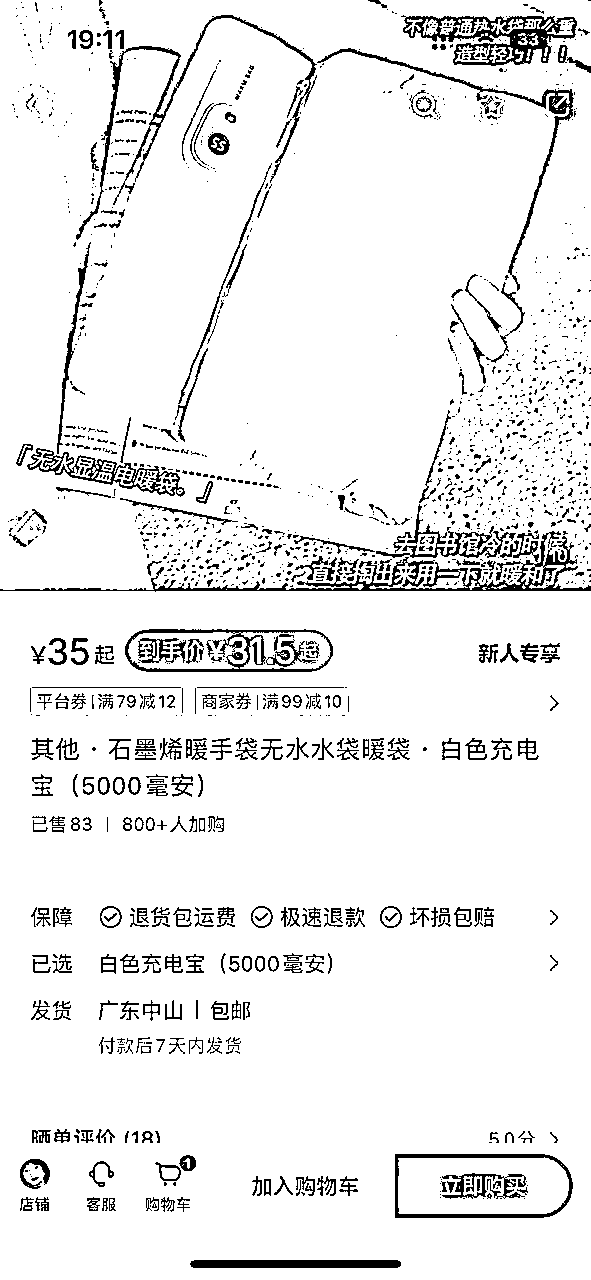 不像普通热水袋那么重
19:11
33
造型轻巧！！！
WARM BAG
55
「无水显温电暖袋。」
去图书馆冷的时候
直接掏出来用一下就暖和了
¥35起 到手价¥31.5起 新人专享
平台券|满79减12 商家券|满99减10
其他·石墨烯暖手袋无水水袋暖袋·白色充电
宝（5000毫安）
已售83 | 800+人加购
保障 退货包运费 极速退款 坏损包赔
已选 白色充电宝（5000毫安）
发货 广东中山 | 包邮
付款后7天内发货
晒单评价 (18) 5.0分
1
店铺 客服 购物车 加入购物车 立即购买